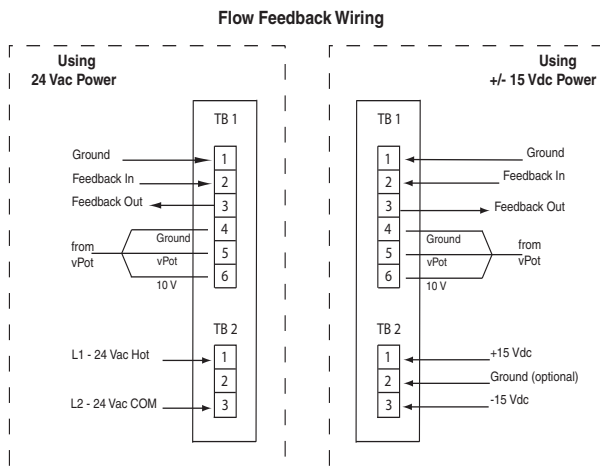 Flow Feedback Wiring
Using
24 Vac Power
TB 1
Ground
1
Feedback In
2
Feedback Out
3
4
Ground
from
vPot
vPot
5
10 V
6
TB 2
L1 - 24 Vac Hot
1
2
L2 - 24 Vac COM
3
Using
+/- 15 Vdc Power
TB 1
1
Ground
2
Feedback In
3
Feedback Out
4
Ground
5
vPot
from
vPot
6
10 V
TB 2
1
+15 Vdc
2
Ground (optional)
3
-15 Vdc